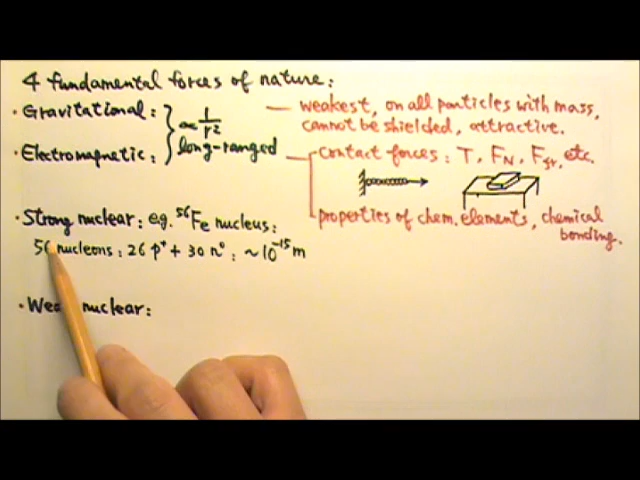 4 fundamental forces of nature:
• Gravitational: } ∝ 1/r² — weakest, on all particles with mass,
cannot be shielded, attractive.
• Electromagnetic: } long-ranged — contact forces: T, F_N, F_fr, etc.
properties of chem. elements, chemical
bonding.
• Strong nuclear: e.g. ⁵⁶Fe nucleus:
56 nucleons: 26 p⁺ + 30 n⁰: ~10⁻¹⁵ m
• Weak nuclear: